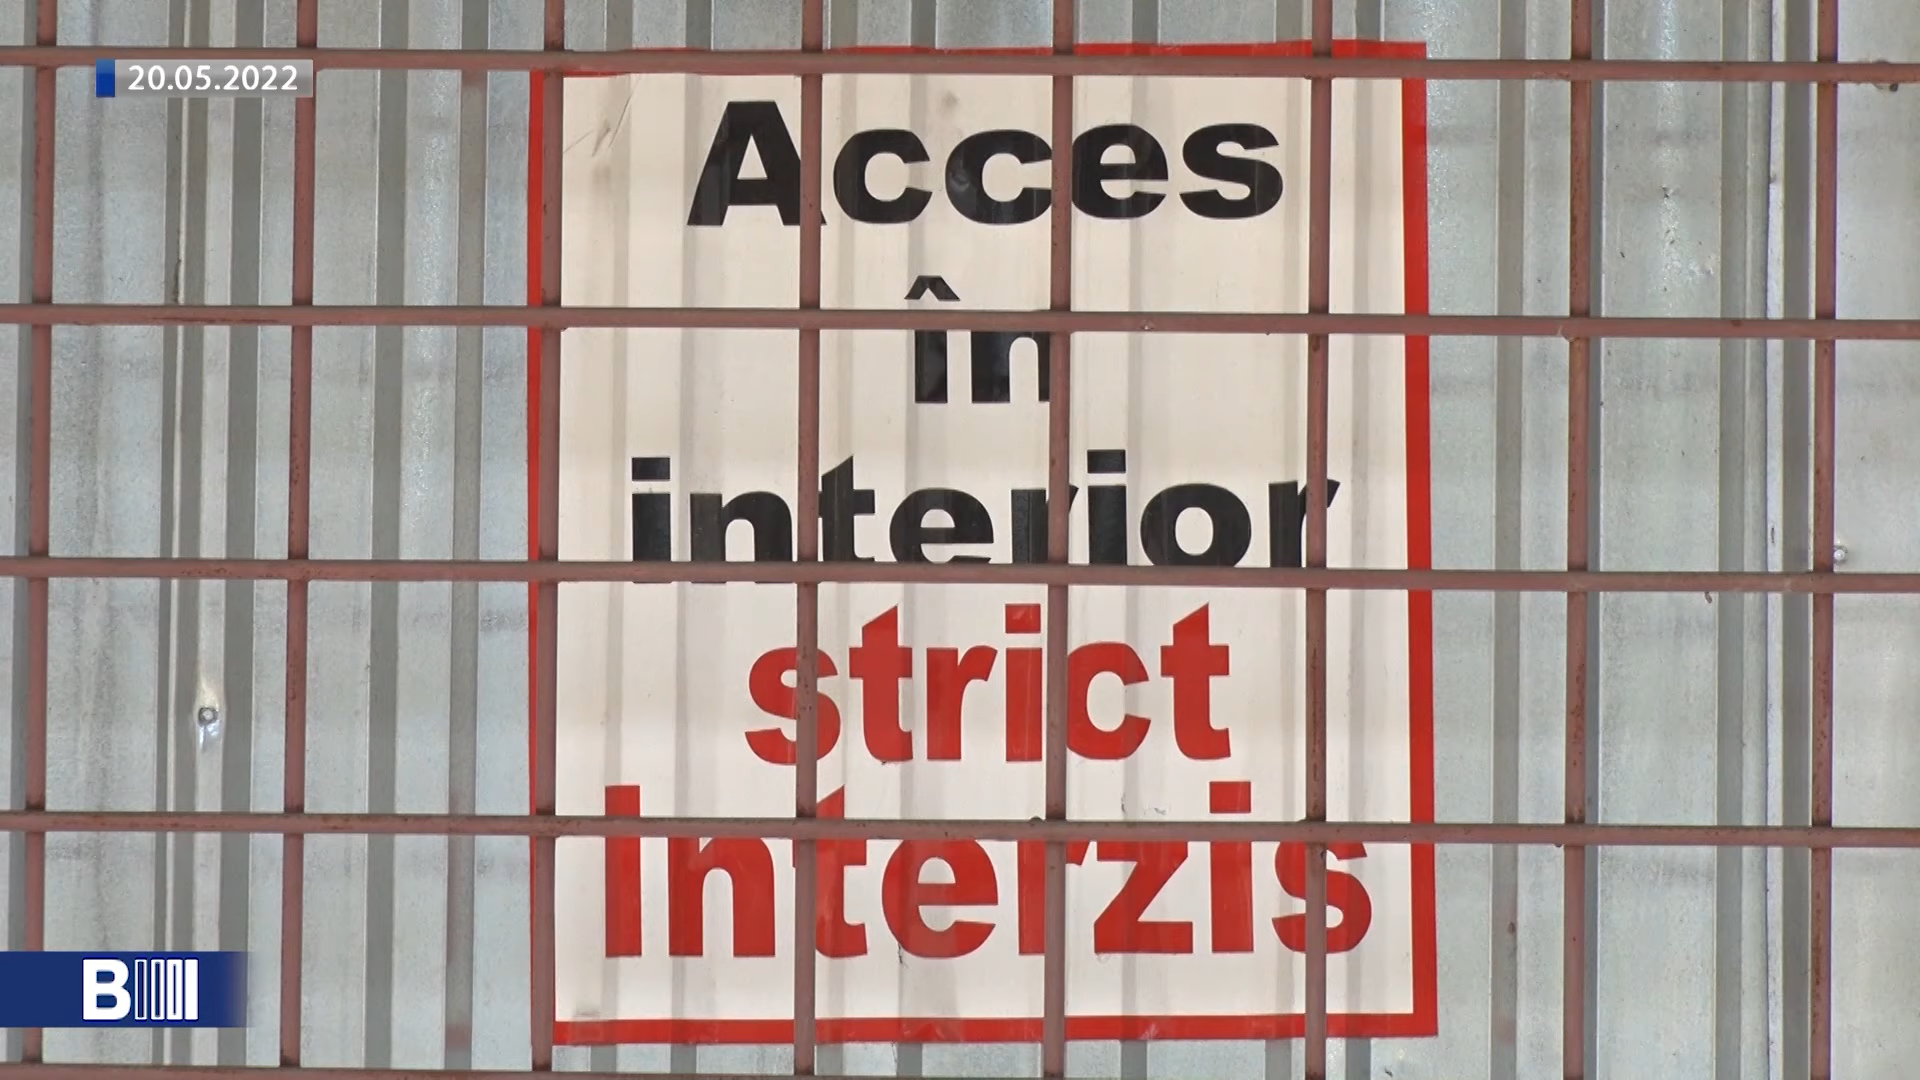 20.05.2022
Acces
în
interior
strict
Interzis
B